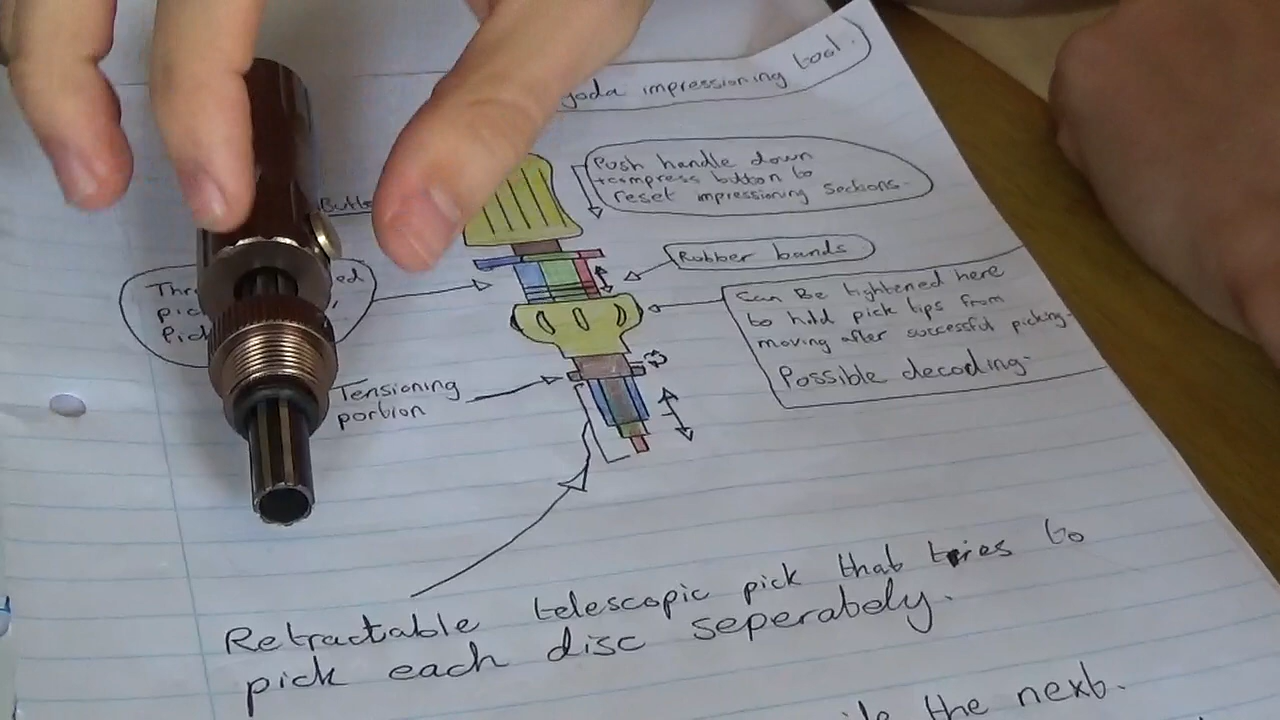 yoda impressioning tool.
Push handle down
+compress button to
reset impressioning sections.
Rubber bands
Can Be tightened here
to hold pick tips from
moving after successful picking.
Possible decoding.
Tensioning
portion
Retractable telescopic pick that tries to
pick each disc seperately.
the next.